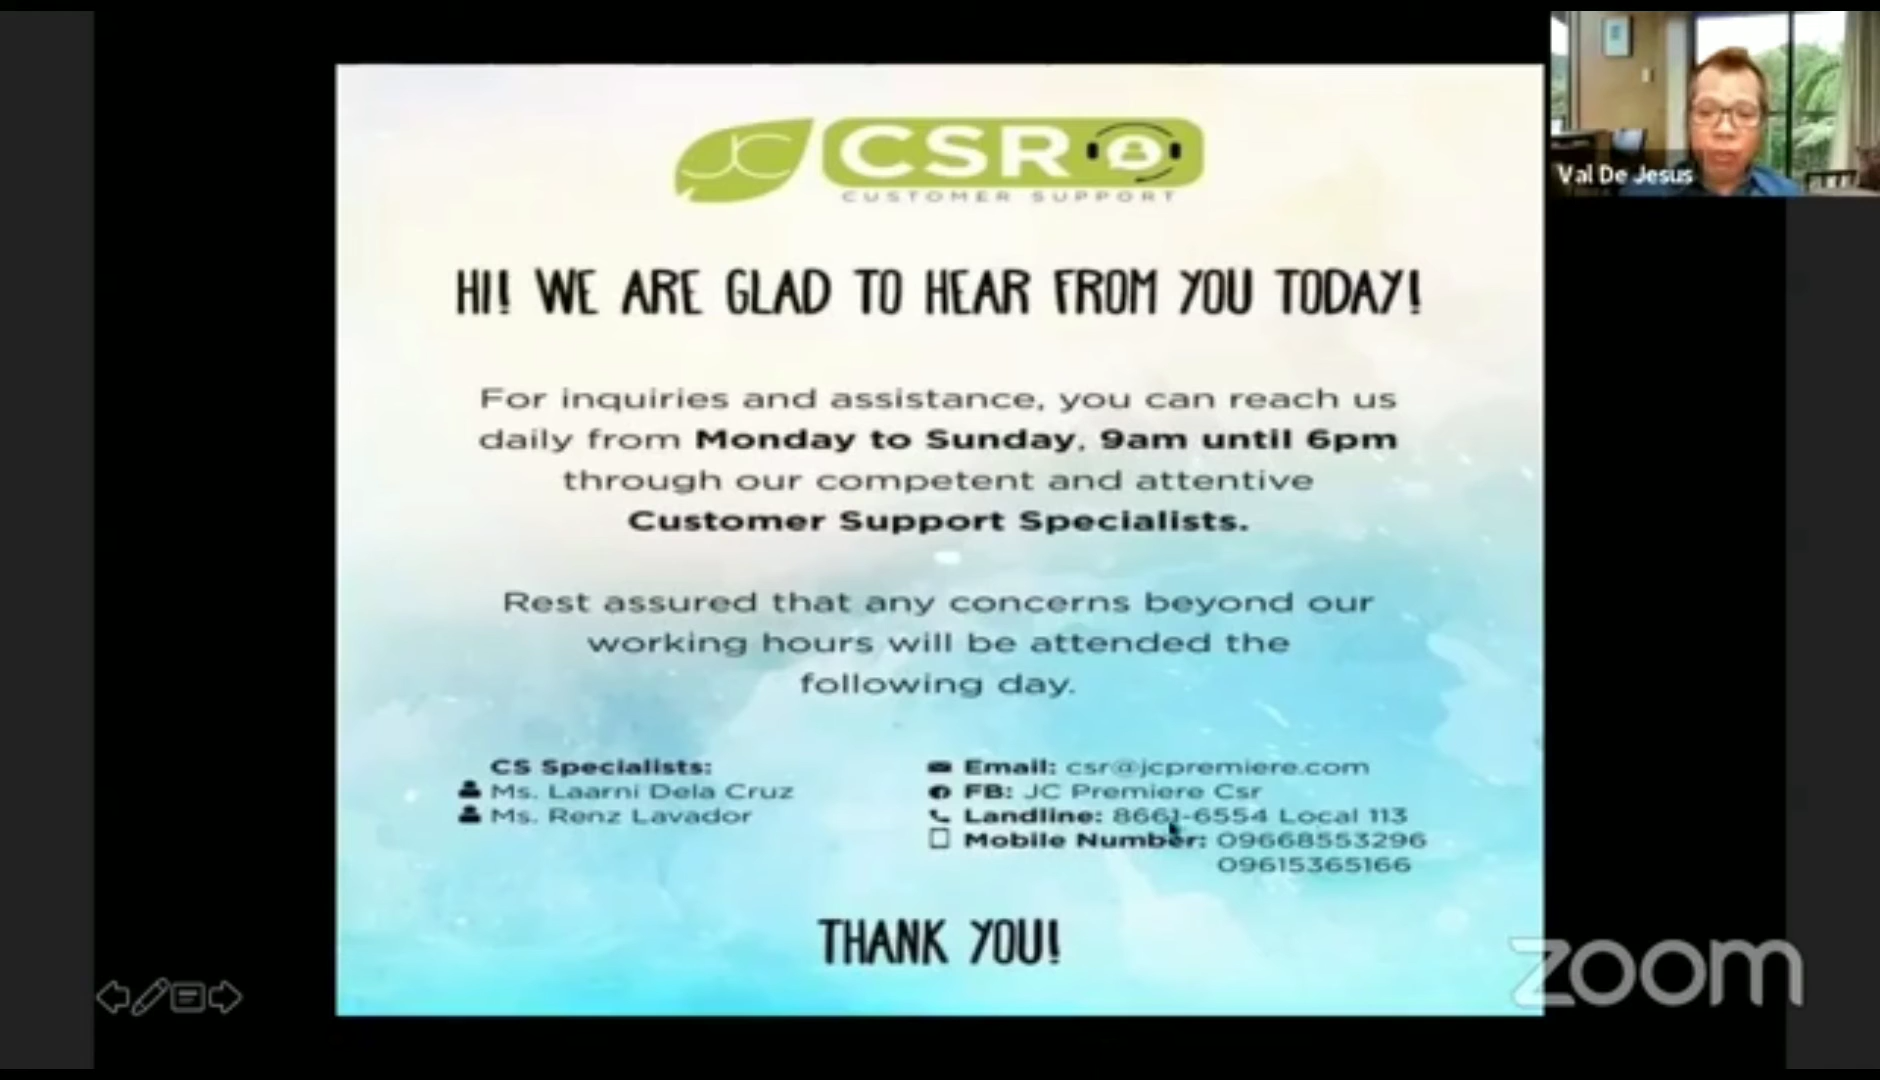 JC CSR
CUSTOMER SUPPORT
Val De Jesus
HI! WE ARE GLAD TO HEAR FROM YOU TODAY!
For inquiries and assistance, you can reach us
daily from Monday to Sunday, 9am until 6pm
through our competent and attentive
Customer Support Specialists.
Rest assured that any concerns beyond our
working hours will be attended the
following day.
CS Specialists:
Ms. Laarni Dela Cruz
Ms. Renz Lavador
Email: csr@jcpremiere.com
FB: JC Premiere Csr
Landline: 8661-6554 Local 113
Mobile Number: 09668553296
09615365166
THANK YOU!
zoom